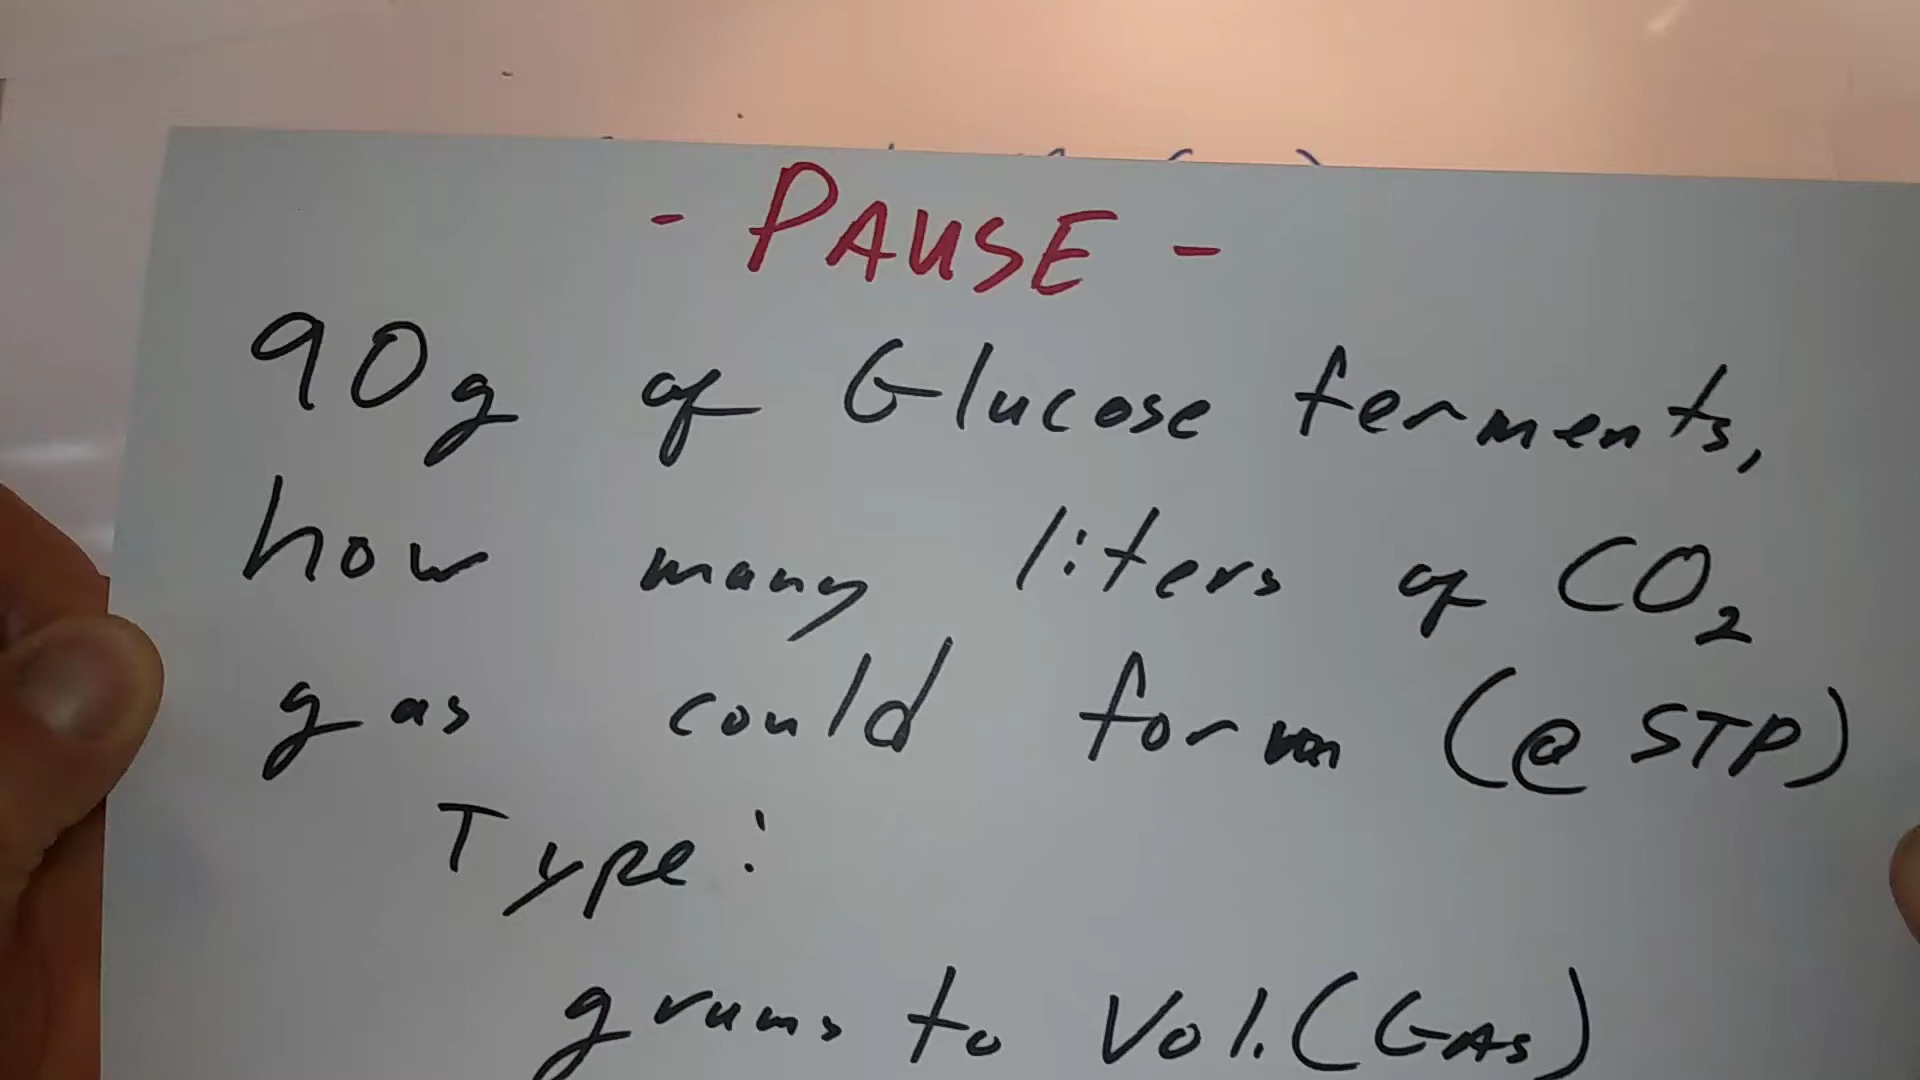 - PAUSE -
90g of Glucose ferments,
how many liters of CO₂
gas could form (@ STP)
Type:
grams to Vol. (GAs)